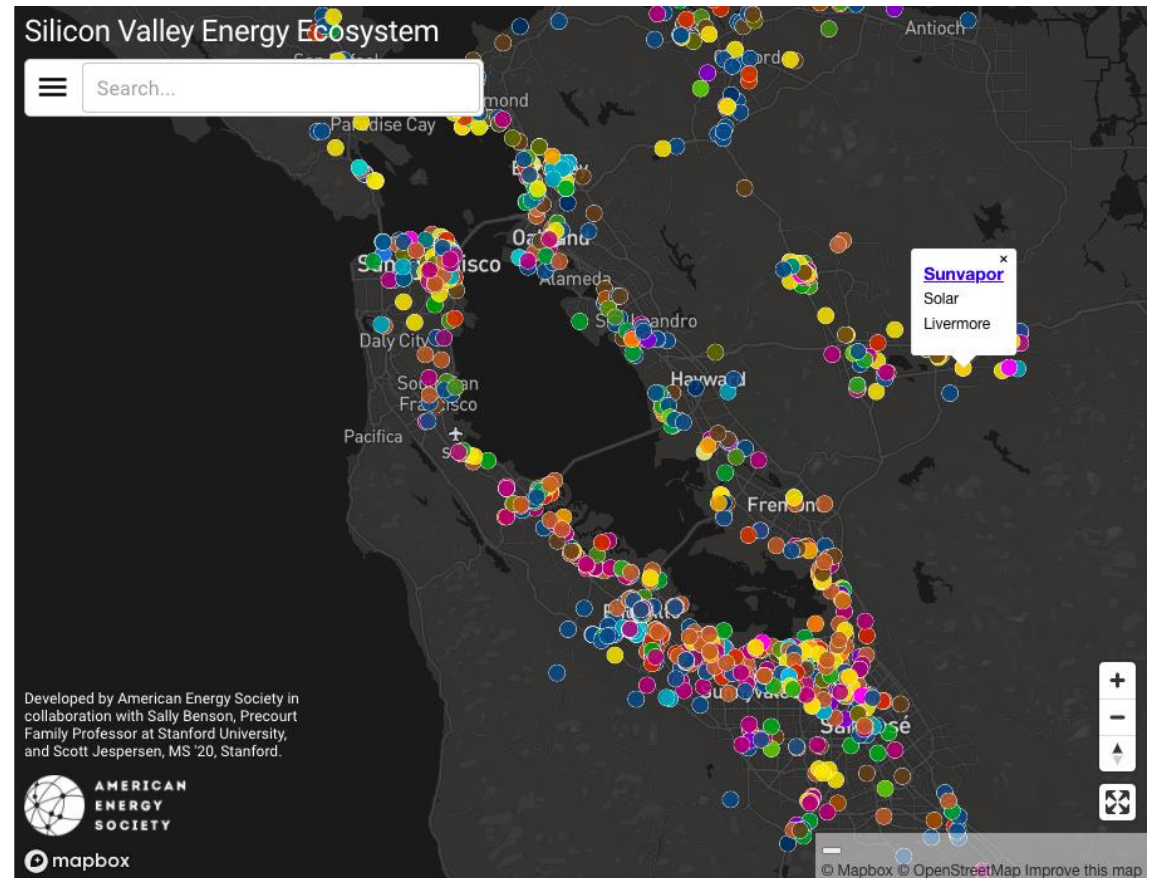 Silicon Valley Energy Ecosystem
Search...
Antioch
Paradise Cay
Oakland
Alameda
San Francisco
Daly City
South San
Francisco
Pacifica
San Leandro
Hayward
×
Sunvapor
Solar
Livermore
Fremont
Palo Alto
Sunnyvale
San José
Developed by American Energy Society in
collaboration with Sally Benson, Precourt
Family Professor at Stanford University,
and Scott Jespersen, MS '20, Stanford.
AMERICAN
ENERGY
SOCIETY
mapbox
© Mapbox © OpenStreetMap Improve this map